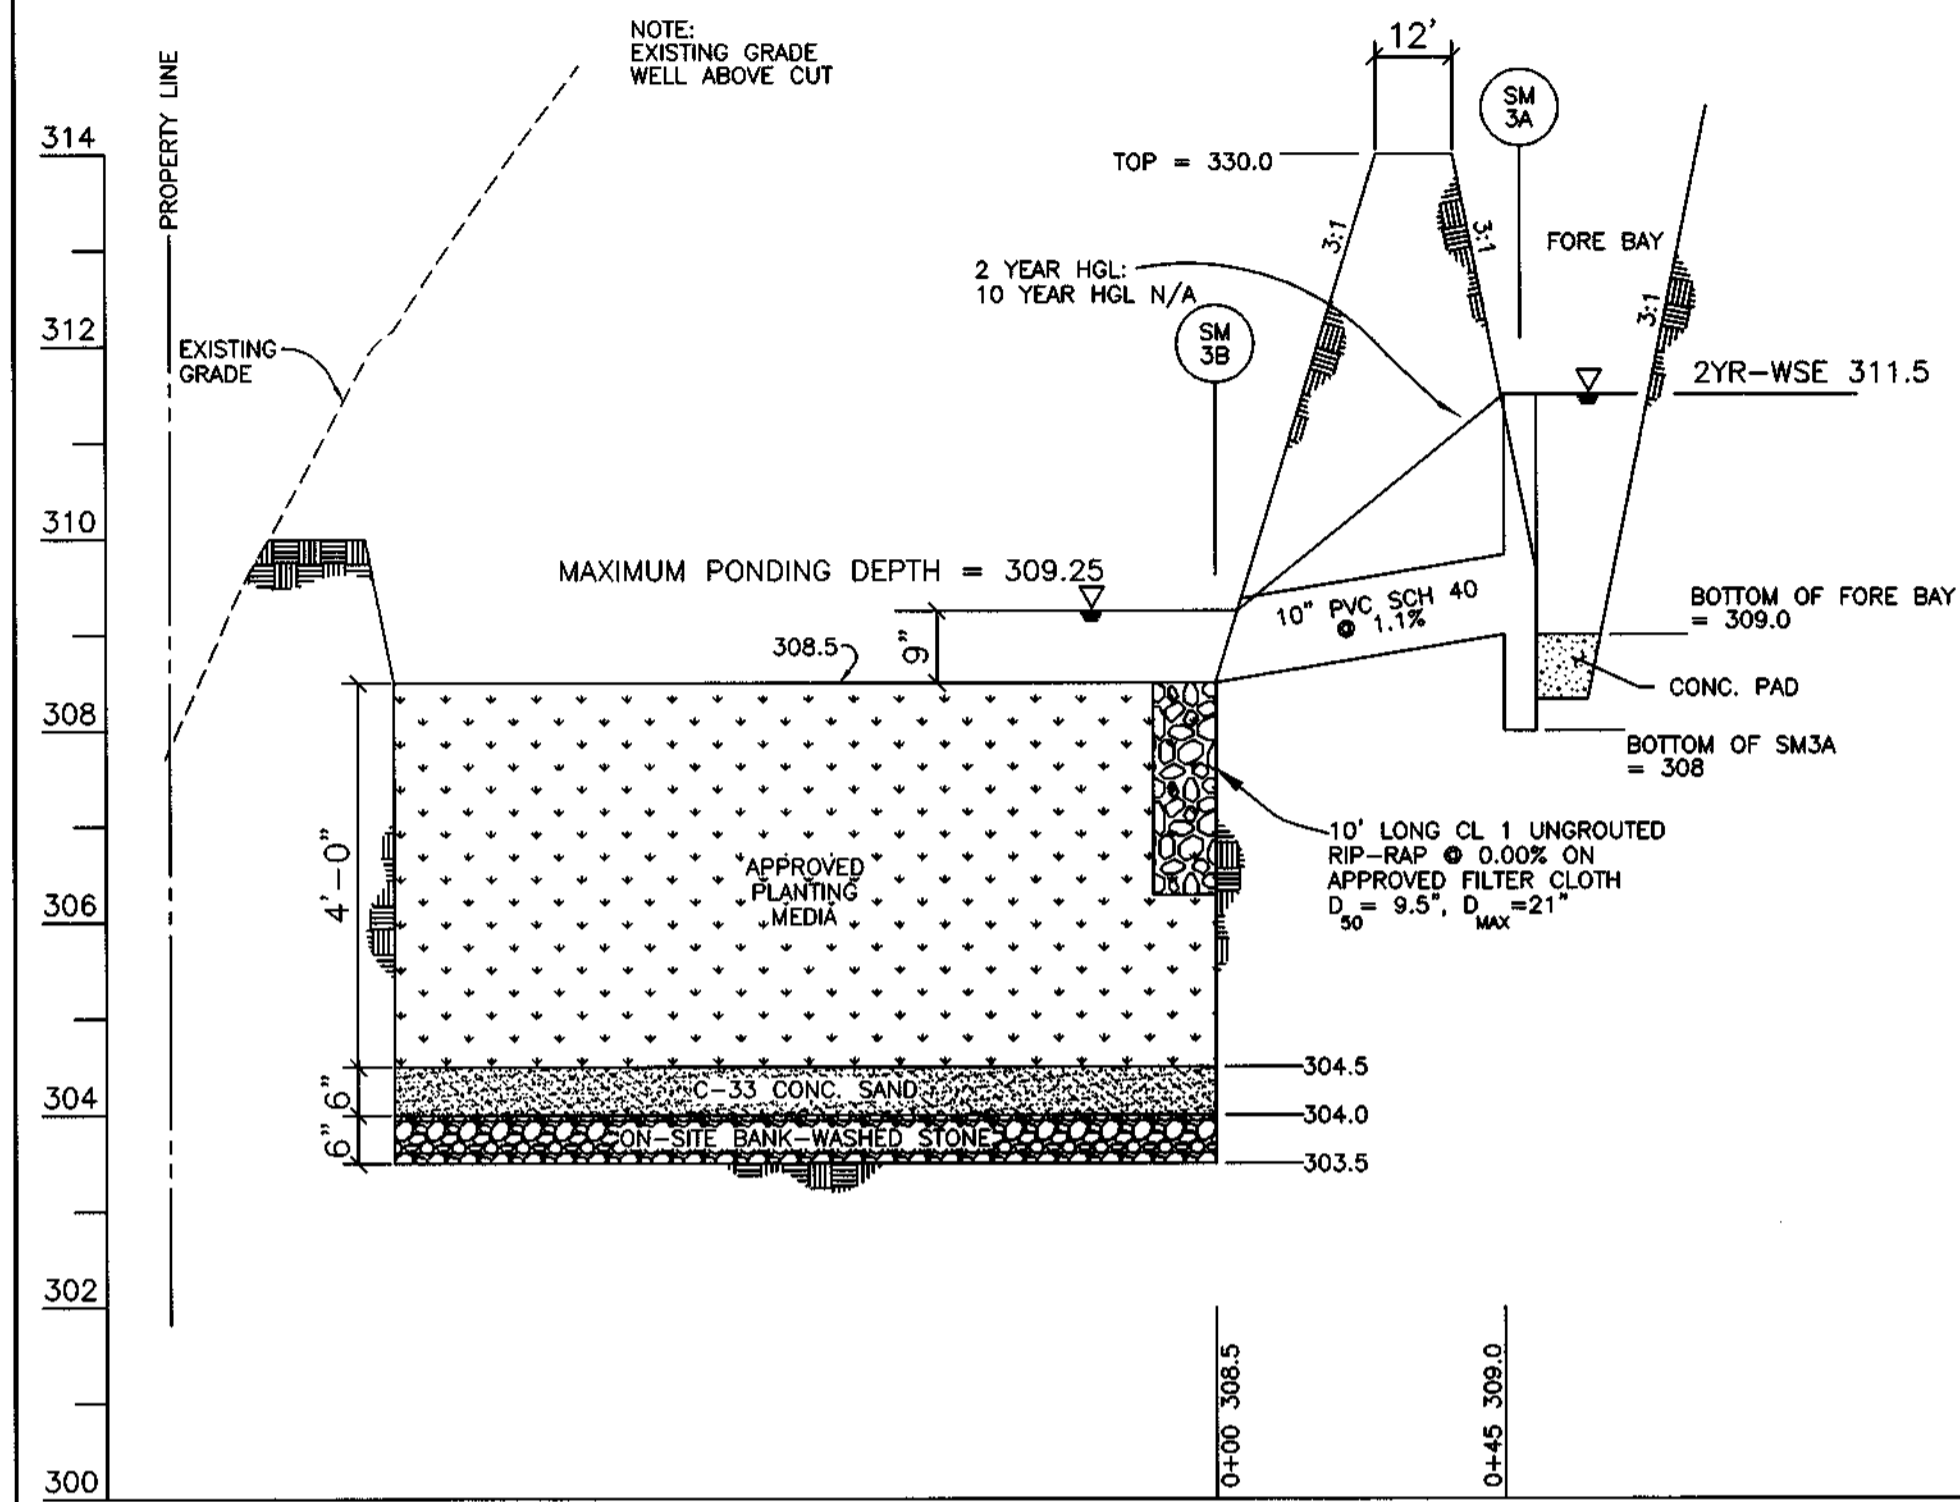 NOTE:
EXISTING GRADE
WELL ABOVE CUT
12'
SM
3A
PROPERTY LINE
314
TOP = 330.0
3:1
3:1
FORE BAY
3:1
2 YEAR HGL:
10 YEAR HGL N/A
SM
3B
312
EXISTING
GRADE
2YR-WSE 311.5
310
MAXIMUM PONDING DEPTH = 309.25
10" PVC SCH 40
@ 1.1%
BOTTOM OF FORE BAY
= 309.0
308.5
9"
CONC. PAD
308
BOTTOM OF SM3A
= 308
10' LONG CL 1 UNGROUTED
RIP-RAP @ 0.00% ON
APPROVED FILTER CLOTH
D50 = 9.5", DMAX=21"
4'-0"
APPROVED
PLANTING
MEDIA
306
304.5
6"
C-33 CONC. SAND
304
304.0
6"
ON-SITE BANK-WASHED STONE
303.5
302
0+00 308.5
0+45 309.0
300